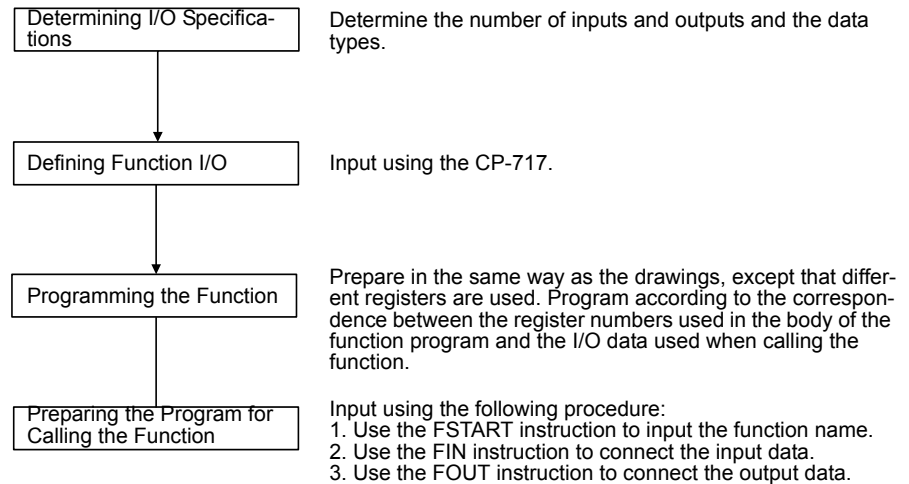 Determining I/O Specifica-
tions
Determine the number of inputs and outputs and the data
types.
Defining Function I/O
Input using the CP-717.
Programming the Function
Prepare in the same way as the drawings, except that differ-
ent registers are used. Program according to the correspon-
dence between the register numbers used in the body of the
function program and the I/O data used when calling the
function.
Preparing the Program for
Calling the Function
Input using the following procedure:
1. Use the FSTART instruction to input the function name.
2. Use the FIN instruction to connect the input data.
3. Use the FOUT instruction to connect the output data.